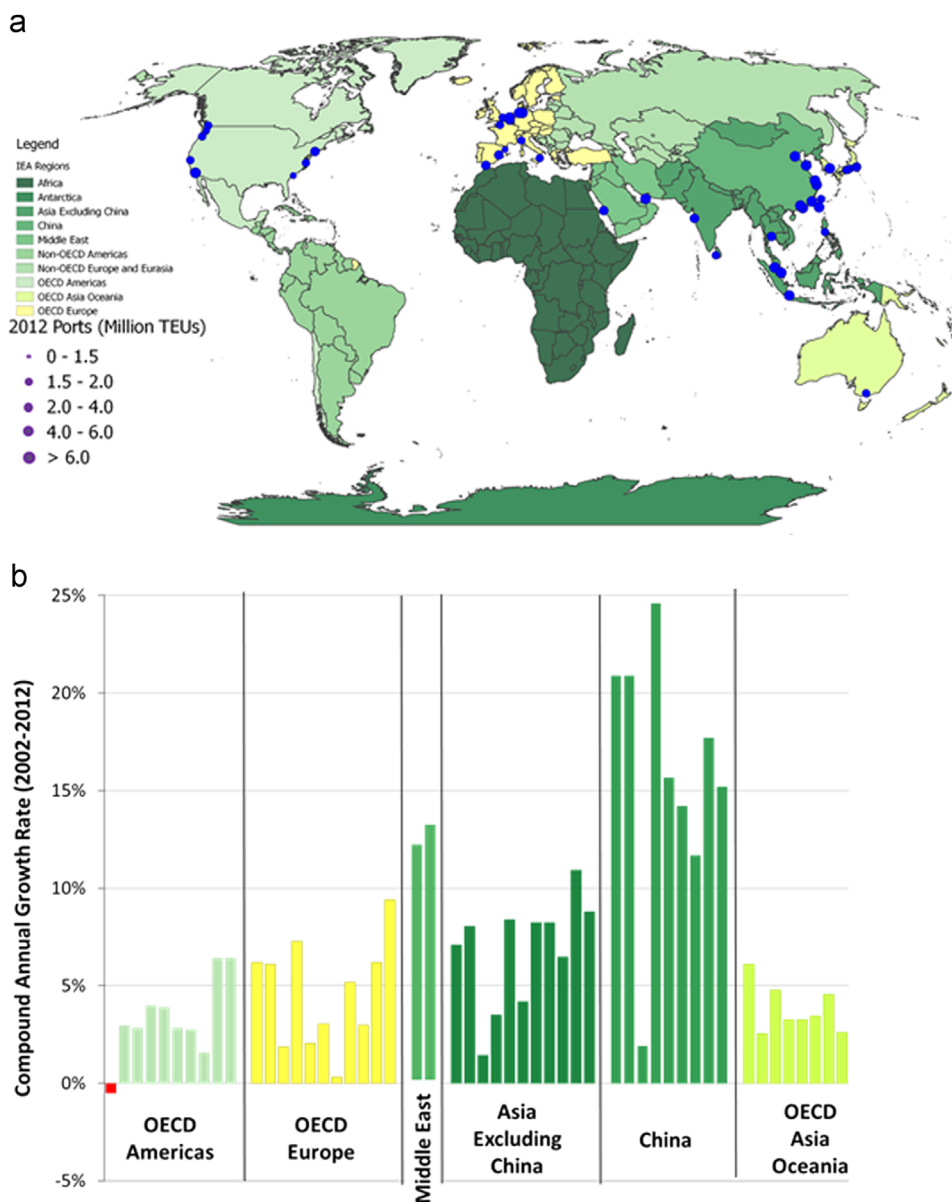 a
Legend
IEA Regions
Africa
Antarctica
Asia Excluding China
China
Middle East
Non-OECD Americas
Non-OECD Europe and Eurasia
OECD Americas
OECD Asia Oceania
OECD Europe
2012 Ports (Million TEUs)
0 - 1.5
1.5 - 2.0
2.0 - 4.0
4.0 - 6.0
> 6.0
b
Compound Annual Growth Rate (2002-2012)
25%
20%
15%
10%
5%
0%
-5%
OECD
Americas
OECD
Europe
Middle East
Asia
Excluding
China
China
OECD
Asia
Oceania